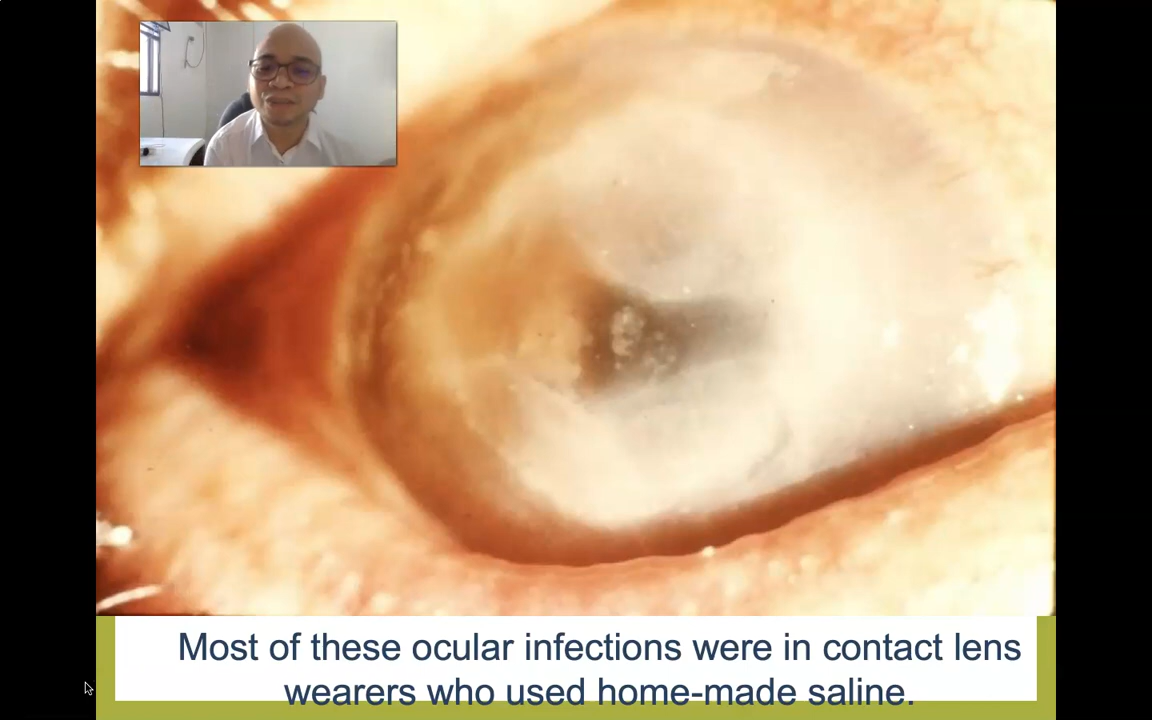 Most of these ocular infections were in contact lens
wearers who used home-made saline.